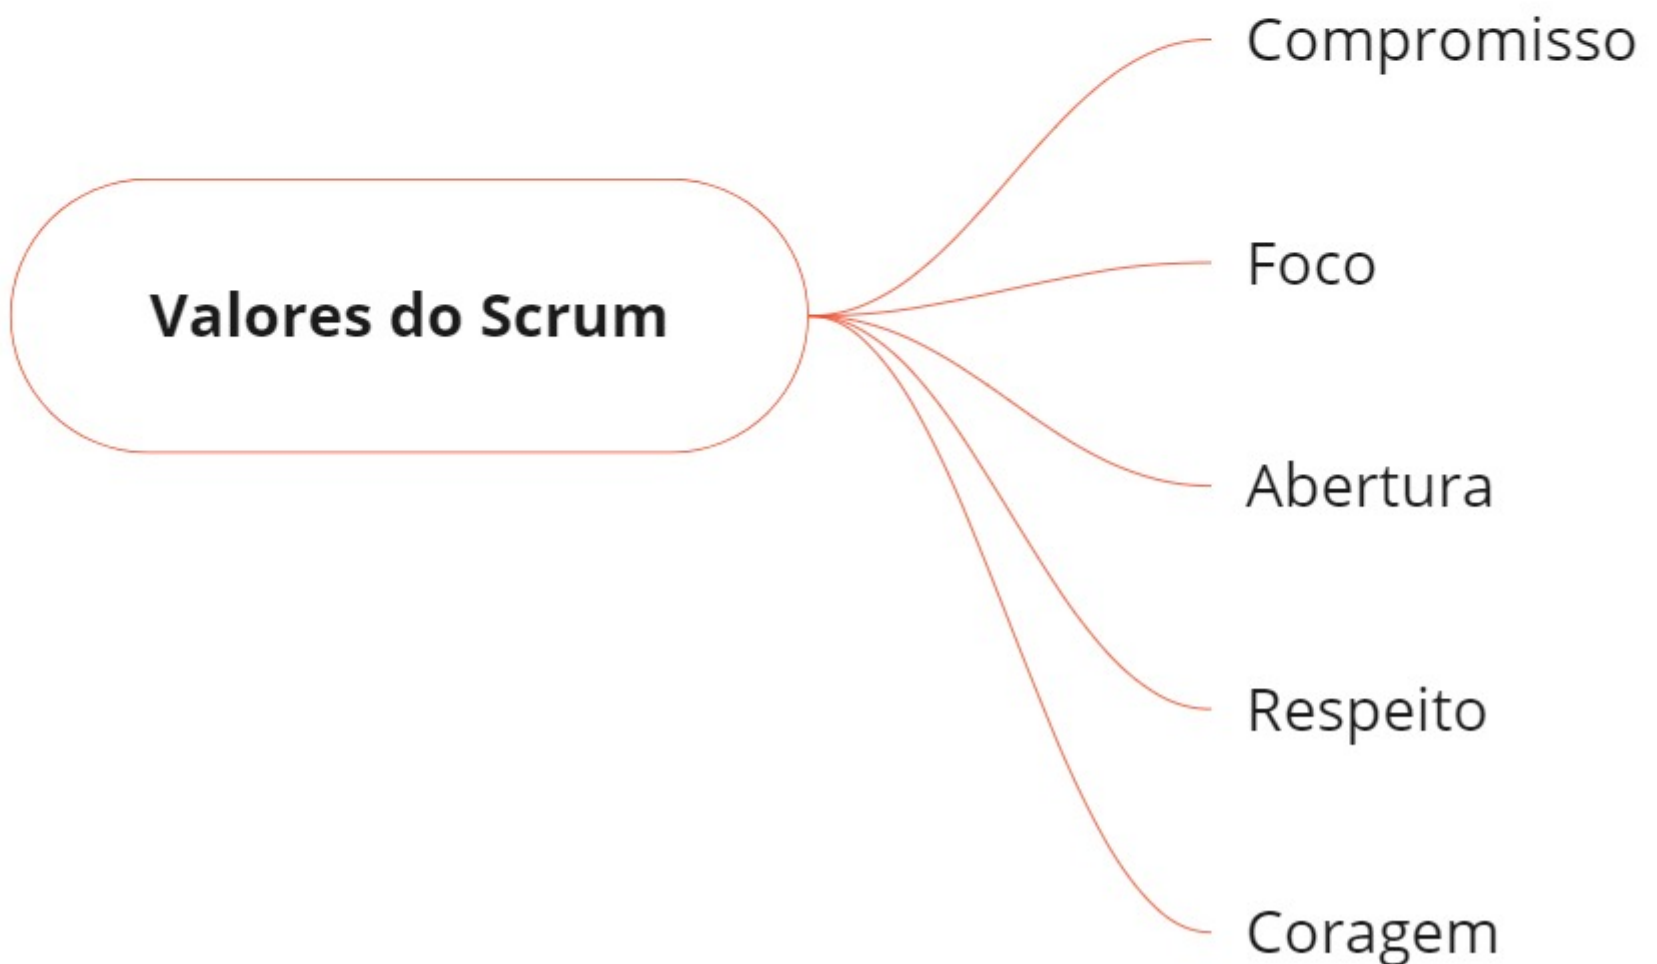 Valores do Scrum
Compromisso
Foco
Abertura
Respeito
Coragem